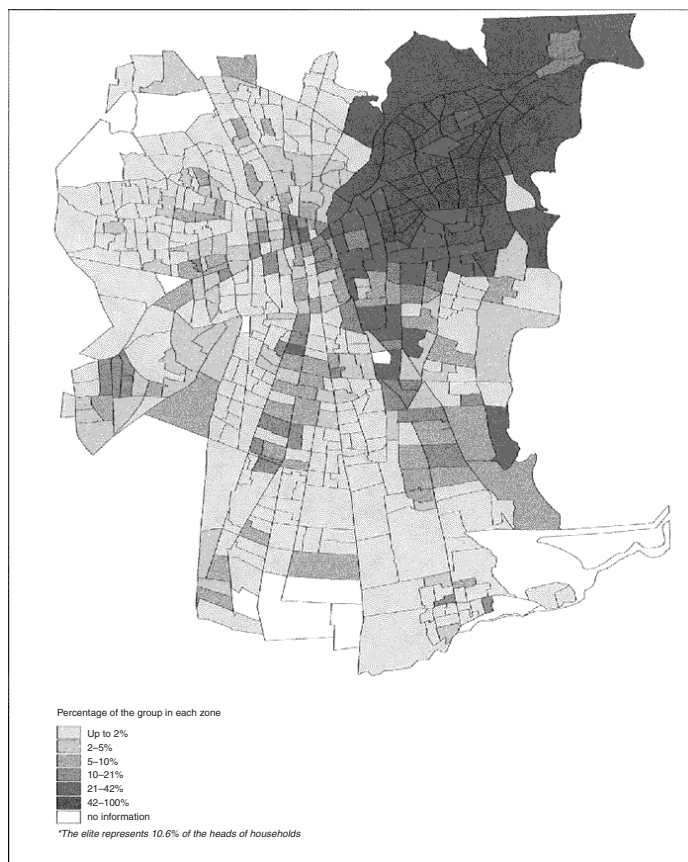 Percentage of the group in each zone
Up to 2%
2–5%
5–10%
10–21%
21–42%
42–100%
no information
*The elite represents 10.6% of the heads of households